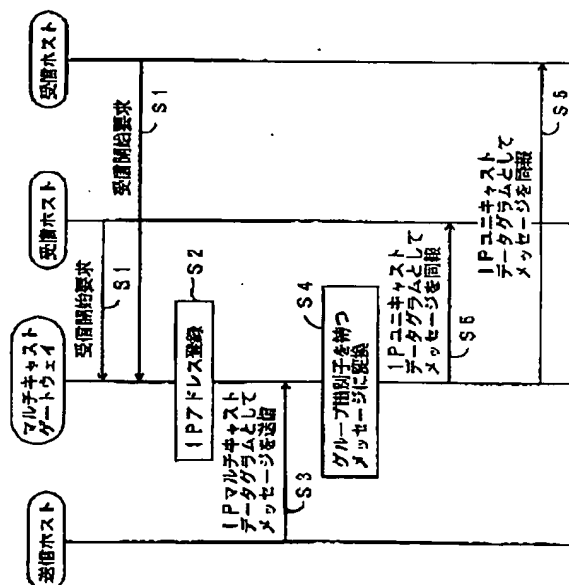 送信ホスト
マルチキャスト
ゲートウェイ
受信ホスト
受信ホスト
受信開始要求
S1
受信開始要求
S1
IPアドレス登録
S2
IPマルチキャスト
データグラムとして
メッセージを送信
S3
グループ識別子を持つ
メッセージに変換
S4
IPユニキャスト
データグラムとして
メッセージを同報
S5
IPユニキャスト
データグラムとして
メッセージを同報
S5